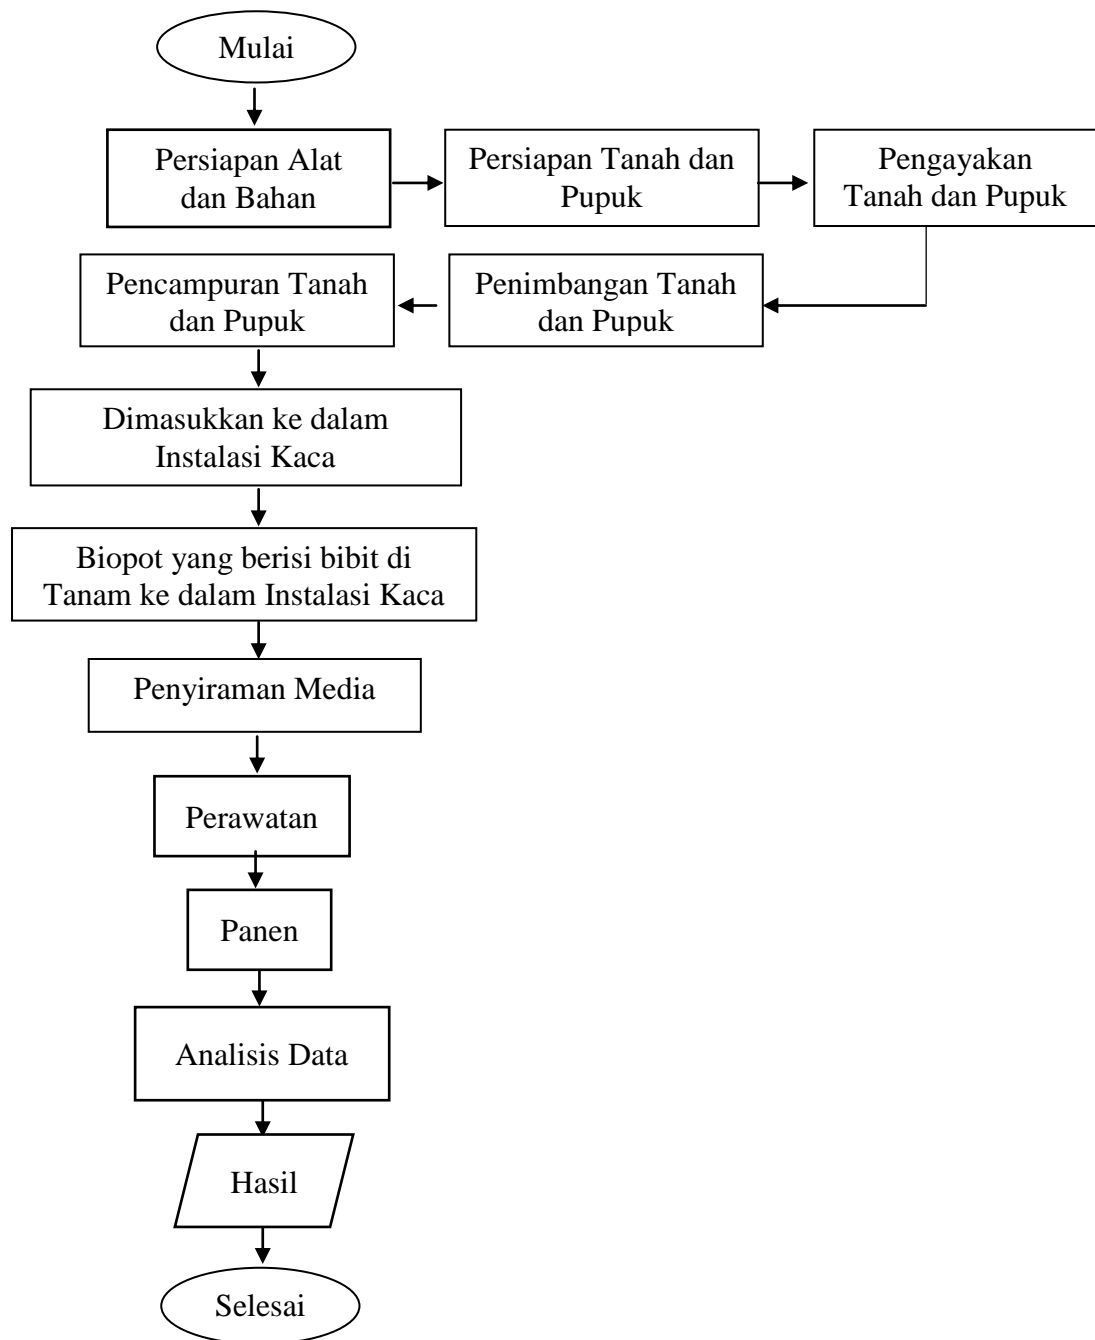 Mulai
Persiapan Alat
dan Bahan
Persiapan Tanah dan
Pupuk
Pengayakan
Tanah dan Pupuk
Penimbangan Tanah
dan Pupuk
Pencampuran Tanah
dan Pupuk
Dimasukkan ke dalam
Instalasi Kaca
Biopot yang berisi bibit di
Tanam ke dalam Instalasi Kaca
Penyiraman Media
Perawatan
Panen
Analisis Data
Hasil
Selesai